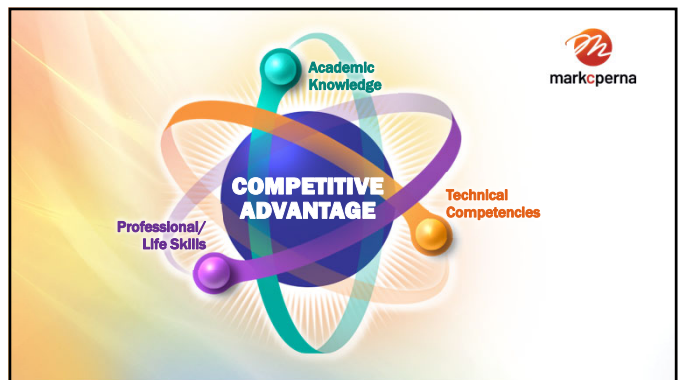 Academic
Knowledge
markcperna
COMPETITIVE
ADVANTAGE
Technical
Competencies
Professional/
Life Skills